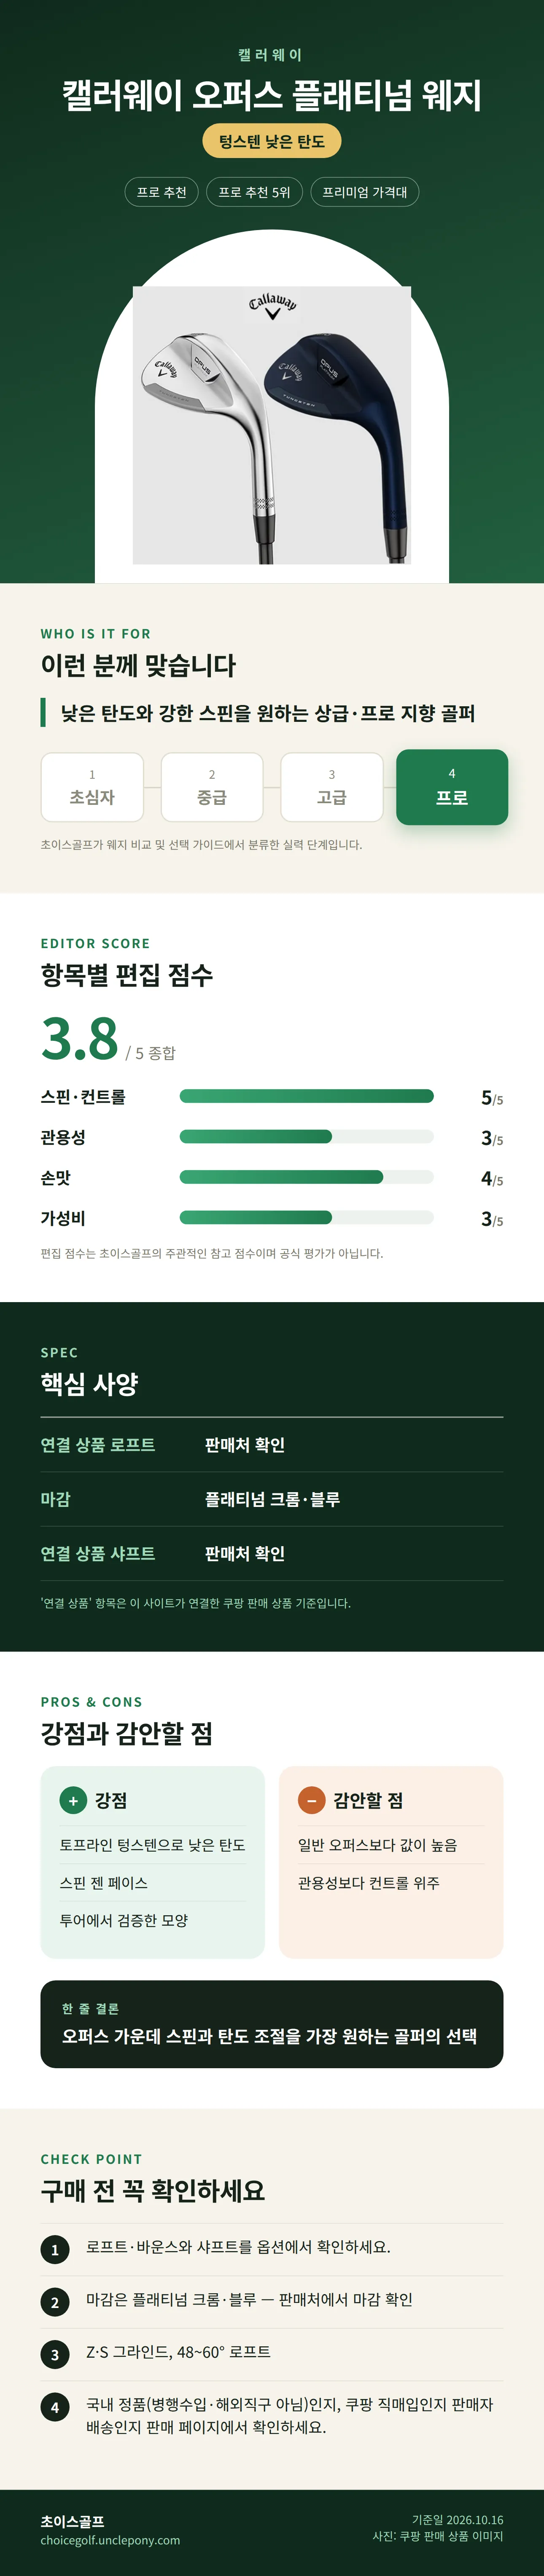 캘러웨이
캘러웨이 오퍼스 플래티넘 웨지
텅스텐 낮은 탄도
프로 추천
프로 추천 5위
프리미엄 가격대
Callaway
Callaway
OPUS
Callaway
OPUS
TUNGSTEN
WHO IS IT FOR
이런 분께 맞습니다
낮은 탄도와 강한 스핀을 원하는 상급·프로 지향 골퍼
1
초심자
2
중급
3
고급
4
프로
초이스골프가 웨지 비교 및 선택 가이드에서 분류한 실력 단계입니다.
EDITOR SCORE
항목별 편집 점수
3.8 / 5 종합
스핀·컨트롤 5/5
관용성 3/5
손맛 4/5
가성비 3/5
편집 점수는 초이스골프의 주관적인 참고 점수이며 공식 평가가 아닙니다.
SPEC
핵심 사양
연결 상품 로프트 판매처 확인
마감 플래티넘 크롬·블루
연결 상품 샤프트 판매처 확인
'연결 상품' 항목은 이 사이트가 연결한 쿠팡 판매 상품 기준입니다.
PROS & CONS
강점과 감안할 점
+ 강점
토프라인 텅스텐으로 낮은 탄도
스핀 젠 페이스
투어에서 검증한 모양
− 감안할 점
일반 오퍼스보다 값이 높음
관용성보다 컨트롤 위주
한 줄 결론
오퍼스 가운데 스핀과 탄도 조절을 가장 원하는 골퍼의 선택
CHECK POINT
구매 전 꼭 확인하세요
1 로프트·바운스와 샤프트를 옵션에서 확인하세요.
2 마감은 플래티넘 크롬·블루 — 판매처에서 마감 확인
3 Z·S 그라인드, 48~60° 로프트
4 국내 정품(병행수입·해외직구 아님)인지, 쿠팡 직매입인지 판매자
배송인지 판매 페이지에서 확인하세요.
초이스골프
choicegolf.unclepony.com
기준일 2026.10.16
사진: 쿠팡 판매 상품 이미지